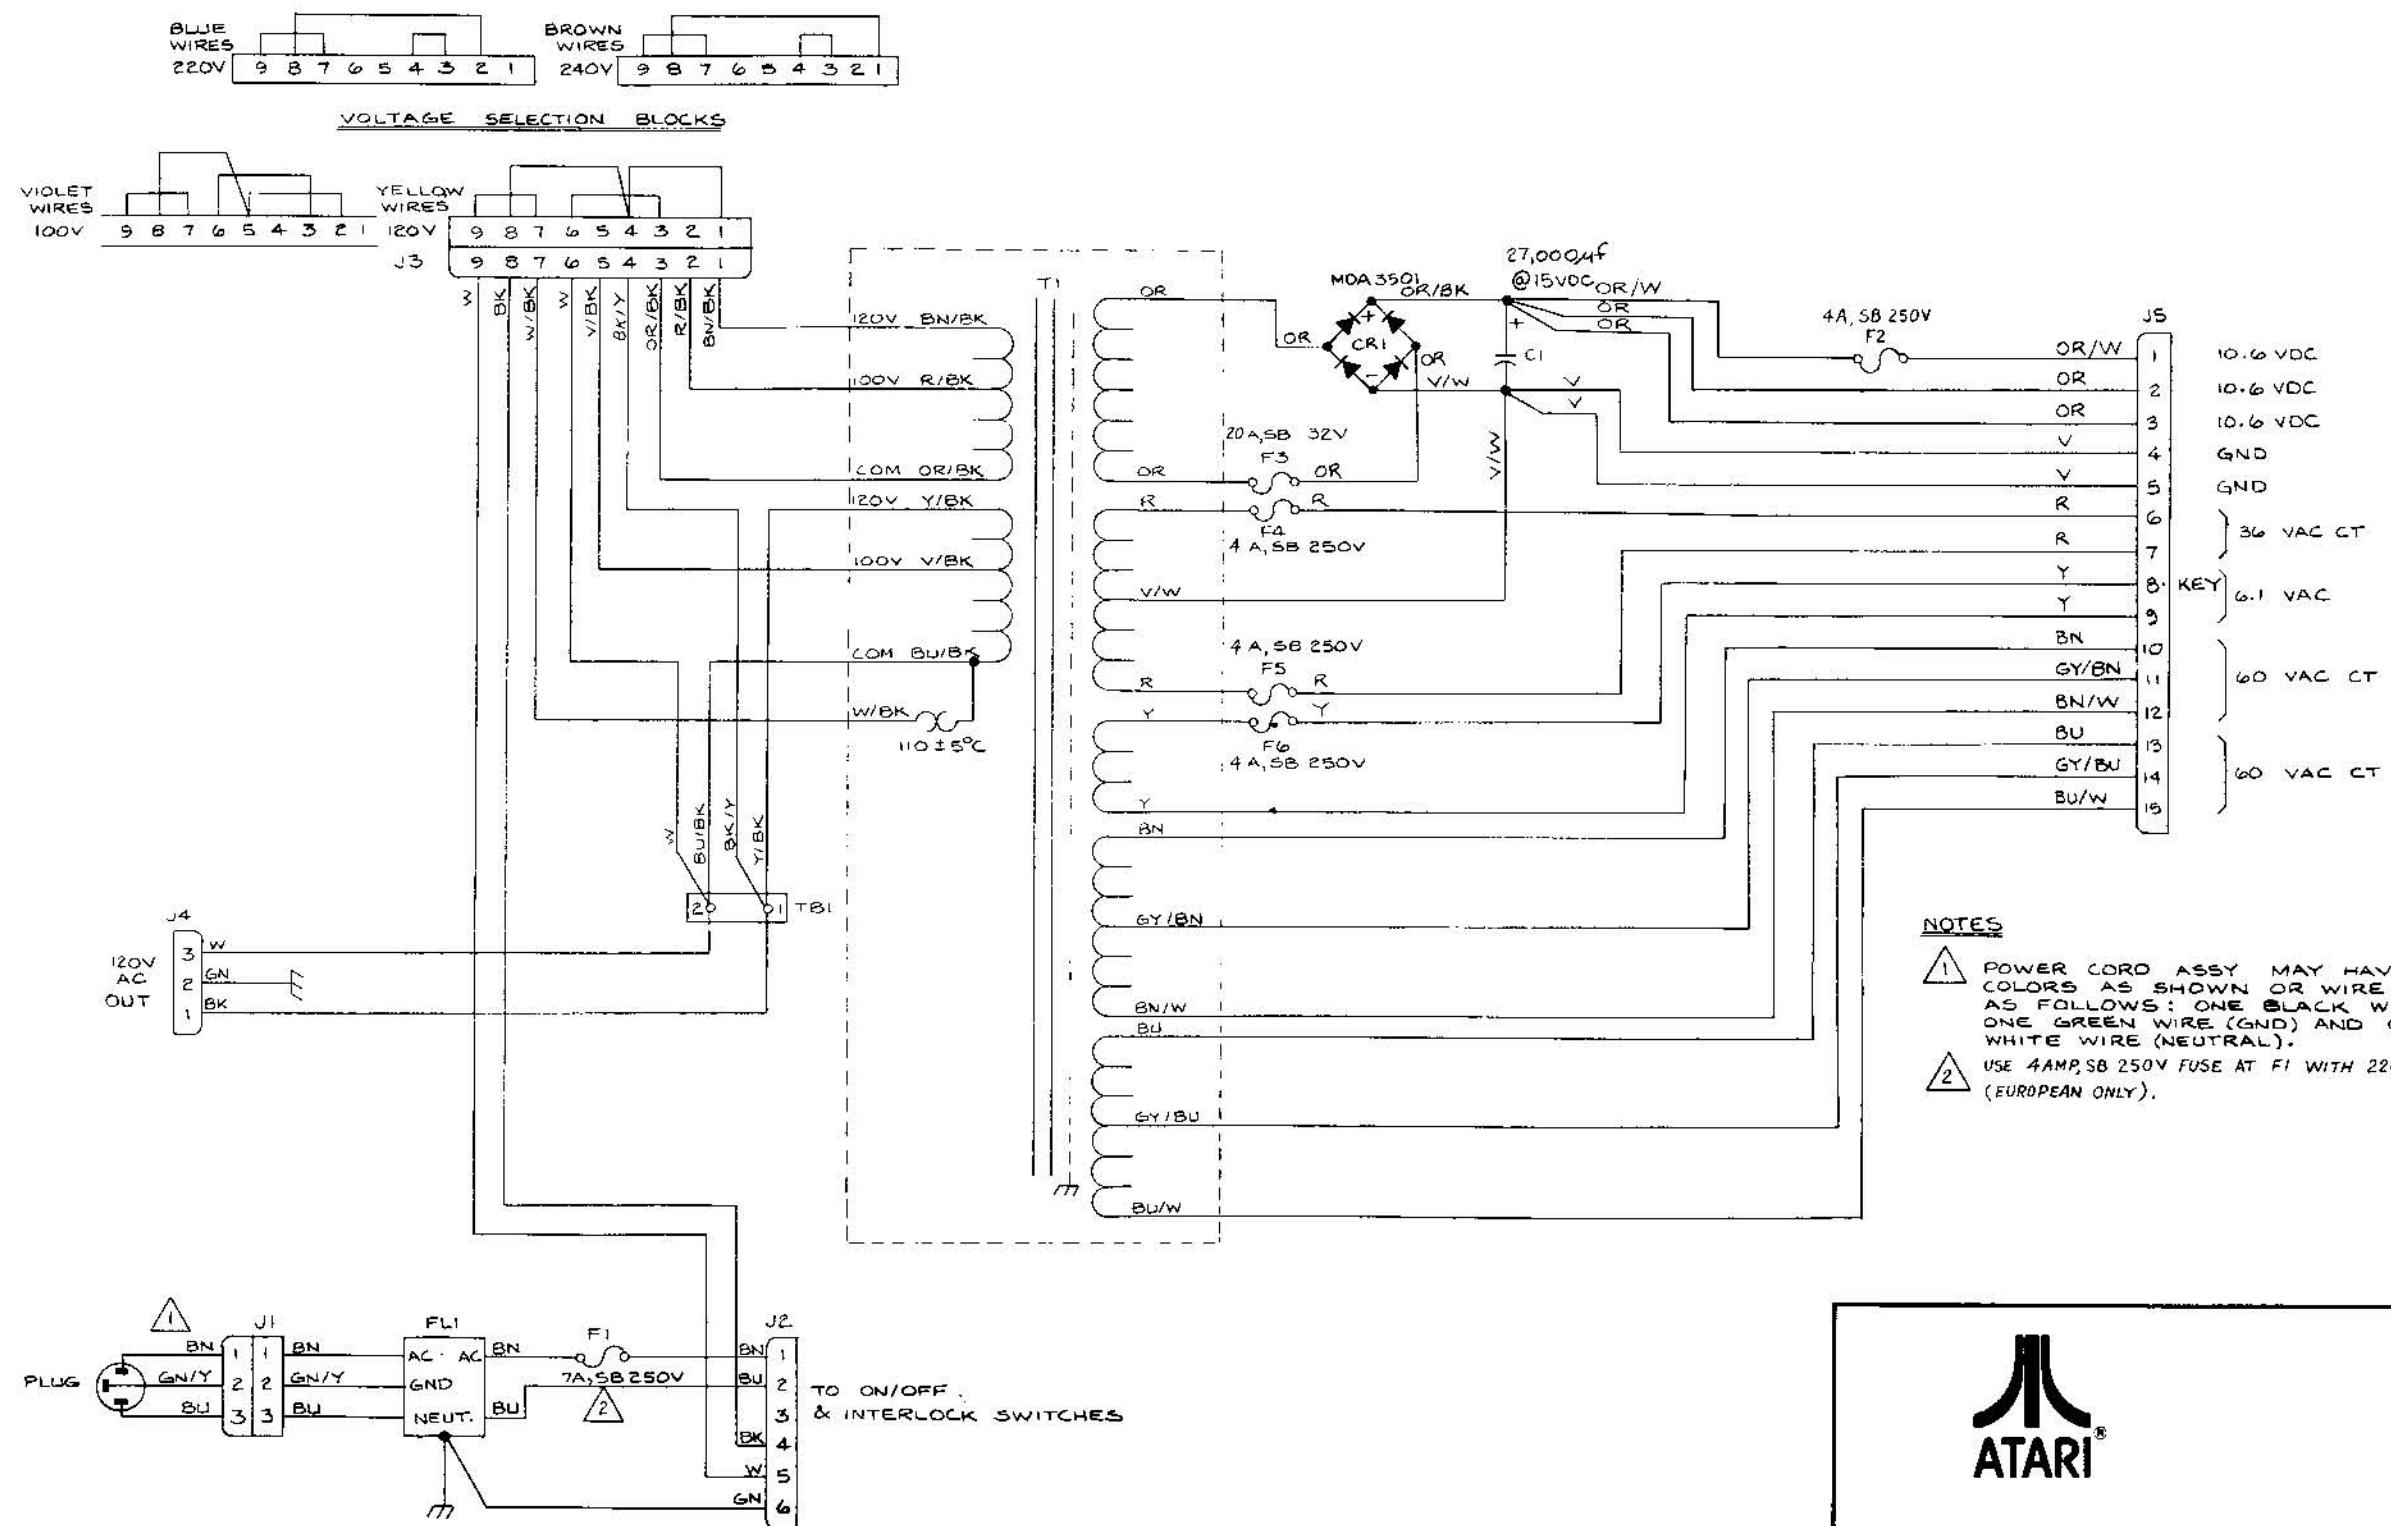 BLUE
WIRES
220V
9 8 7 6 5 4 3 2 1
BROWN
WIRES
240V
9 8 7 6 5 4 3 2 1
VOLTAGE SELECTION BLOCKS
VIOLET
WIRES
100V
9 8 7 6 5 4 3 2 1
YELLOW
WIRES
120V
9 8 7 6 5 4 3 2 1
J3
9 8 7 6 5 4 3 2 1
W
BK
W/BK
W
V/BK
BK/Y
OR/BK
R/BK
BN/BK
T1
120V BN/BK
100V R/BK
COM OR/BK
120V Y/BK
100V V/BK
COM BU/BK
W/BK
110±5°C
OR
OR
R
V/W
R
Y
Y
BN
GY/BN
BN/W
BU
GY/BU
BU/W
MDA3501
OR/BK
OR
CR1
+
-
OR
V/W
27,000µf
@15VDC
OR/W
OR
OR
+
C1
V
V
V/W
20A,SB 32V
F3
OR
R
F4
4A,SB 250V
4A,SB 250V
F5
R
Y
F6
4A,SB 250V
4A,SB 250V
F2
J5
OR/W 1 10.6 VDC
OR 2 10.6 VDC
OR 3 10.6 VDC
V 4 GND
V 5 GND
R 6
36 VAC CT
R 7
Y 8 KEY
6.1 VAC
Y 9
BN 10
GY/BN 11 60 VAC CT
BN/W 12
BU 13
GY/BU 14 60 VAC CT
BU/W 15
W
BU/BK
BK/Y
Y/BK
2 1 TB1
J4
120V
AC
OUT
3 W
2 GN
1 BK
NOTES
1 POWER CORD ASSY MAY HAV
COLORS AS SHOWN OR WIRE
AS FOLLOWS: ONE BLACK W
ONE GREEN WIRE (GND) AND
WHITE WIRE (NEUTRAL).
2 USE 4AMP,SB 250V FUSE AT F1 WITH 22
(EUROPEAN ONLY).
1
J1
FL1
F1
J2
PLUG
BN 1 1 BN
GN/Y 2 2 GN/Y
BU 3 3 BU
AC AC
GND
NEUT.
BN
BU
7A,SB250V
2
BN 1
BU 2
3
BK 4
W 5
GN 6
TO ON/OFF
& INTERLOCK SWITCHES
ATARI®